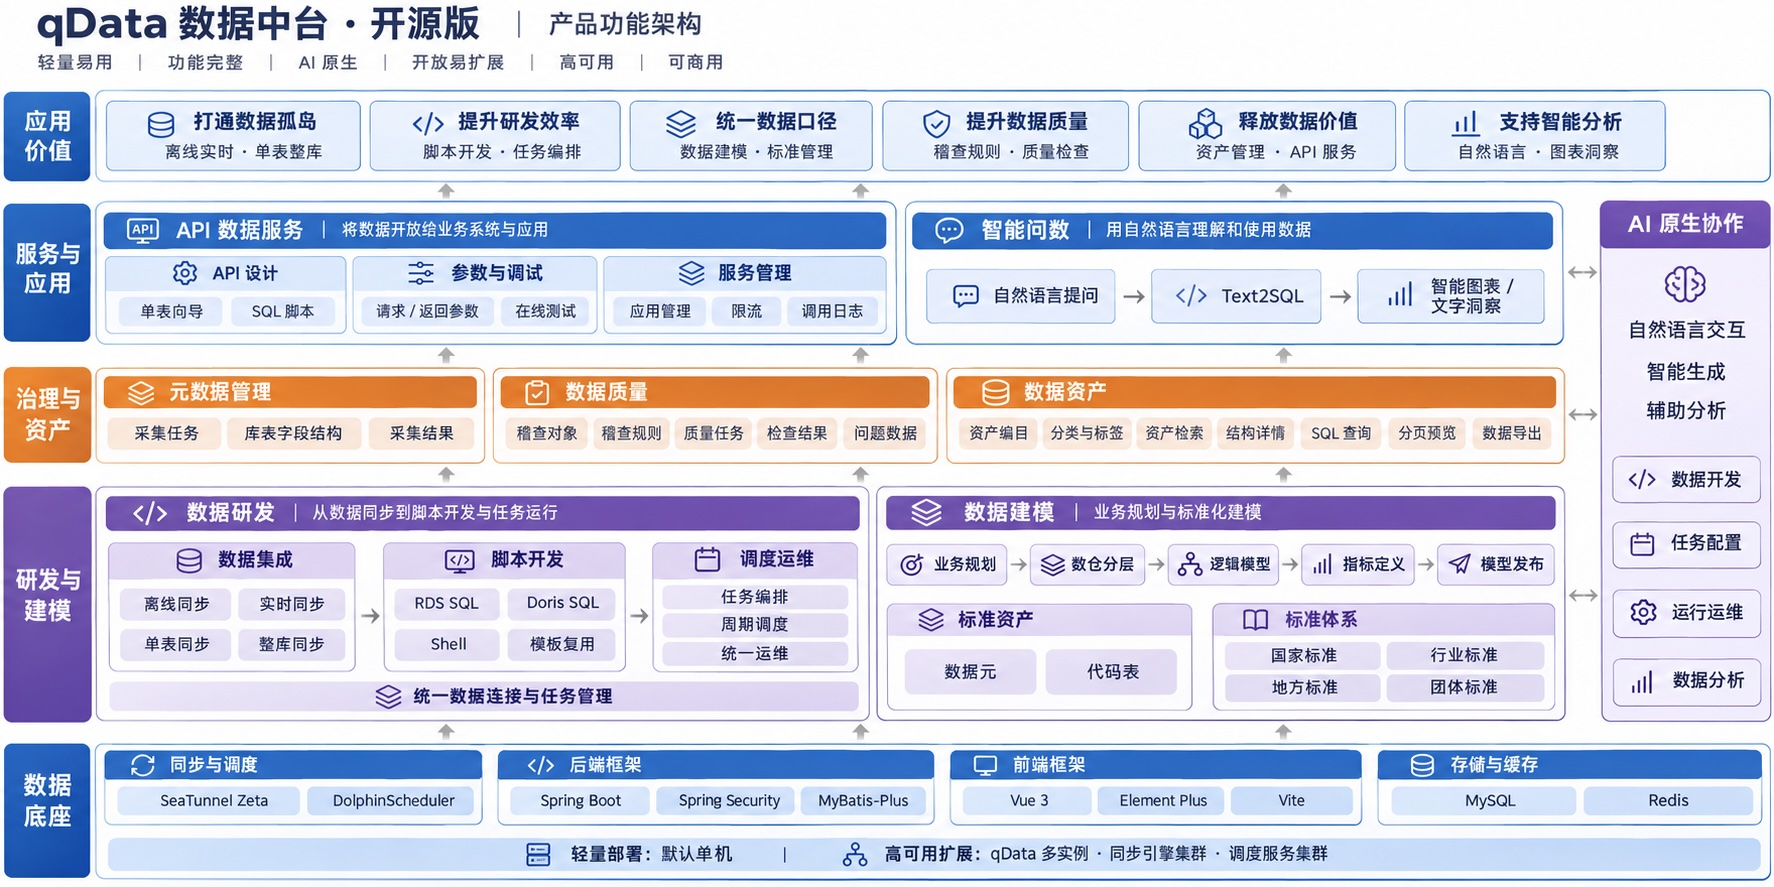 qData 数据中台·开源版 | 产品功能架构
轻量易用 | 功能完整 | AI 原生 | 开放易扩展 | 高可用 | 可商用
应用
价值
打通数据孤岛
离线实时 · 单表整库
提升研发效率
脚本开发 · 任务编排
统一数据口径
数据建模 · 标准管理
提升数据质量
稽查规则 · 质量检查
释放数据价值
资产管理 · API 服务
支持智能分析
自然语言 · 图表洞察
服务与
应用
API
API 数据服务 | 将数据开放给业务系统与应用
API 设计
单表向导 SQL 脚本
参数与调试
请求 / 返回参数 在线测试
服务管理
应用管理 限流 调用日志
智能问数 | 用自然语言理解和使用数据
自然语言提问
Text2SQL
智能图表 /
文字洞察
治理与
资产
元数据管理
采集任务 库表字段结构 采集结果
数据质量
稽查对象 稽查规则 质量任务 检查结果 问题数据
数据资产
资产编目 分类与标签 资产检索 结构详情 SQL 查询 分页预览 数据导出
研发与
建模
数据研发 | 从数据同步到脚本开发与任务运行
数据集成
离线同步 实时同步
单表同步 整库同步
脚本开发
RDS SQL Doris SQL
Shell 模板复用
调度运维
任务编排
周期调度
统一运维
统一数据连接与任务管理
数据建模 | 业务规划与标准化建模
业务规划 数仓分层 逻辑模型 指标定义 模型发布
标准资产
数据元 代码表
标准体系
国家标准 行业标准
地方标准 团体标准
AI 原生协作
自然语言交互
智能生成
辅助分析
数据开发
任务配置
运行运维
数据分析
数据
底座
同步与调度
SeaTunnel Zeta DolphinScheduler
后端框架
Spring Boot Spring Security MyBatis-Plus
前端框架
Vue 3 Element Plus Vite
存储与缓存
MySQL Redis
轻量部署：默认单机 | 高可用扩展：qData 多实例 · 同步引擎集群 · 调度服务集群